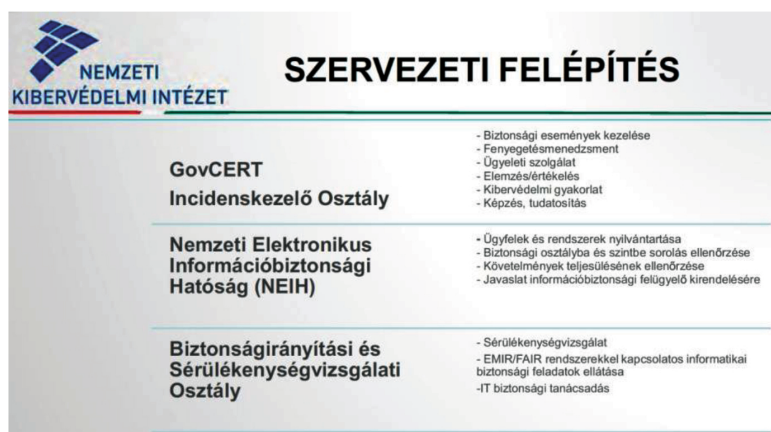 NEMZETI
KIBERVÉDELMI INTÉZET
SZERVEZETI FELÉPÍTÉS
GovCERT
Incidenskezelő Osztály
- Biztonsági események kezelése
- Fenyegetésmenedzsment
- Ügyeleti szolgálat
- Elemzés/értékelés
- Kibervédelmi gyakorlat
- Képzés, tudatosítás
Nemzeti Elektronikus
Információbiztonsági
Hatóság (NEIH)
- Ügyfelek és rendszerek nyilvántartása
- Biztonsági osztályba és szintbe sorolás ellenőrzése
- Követelmények teljesülésének ellenőrzése
- Javaslat információbiztonsági felügyelő kirendelésére
Biztonságirányítási és
Sérülékenységvizsgálati
Osztály
- Sérülékenységvizsgálat
- EMIR/FAIR rendszerekkel kapcsolatos informatikai
biztonsági feladatok ellátása
-IT biztonsági tanácsadás